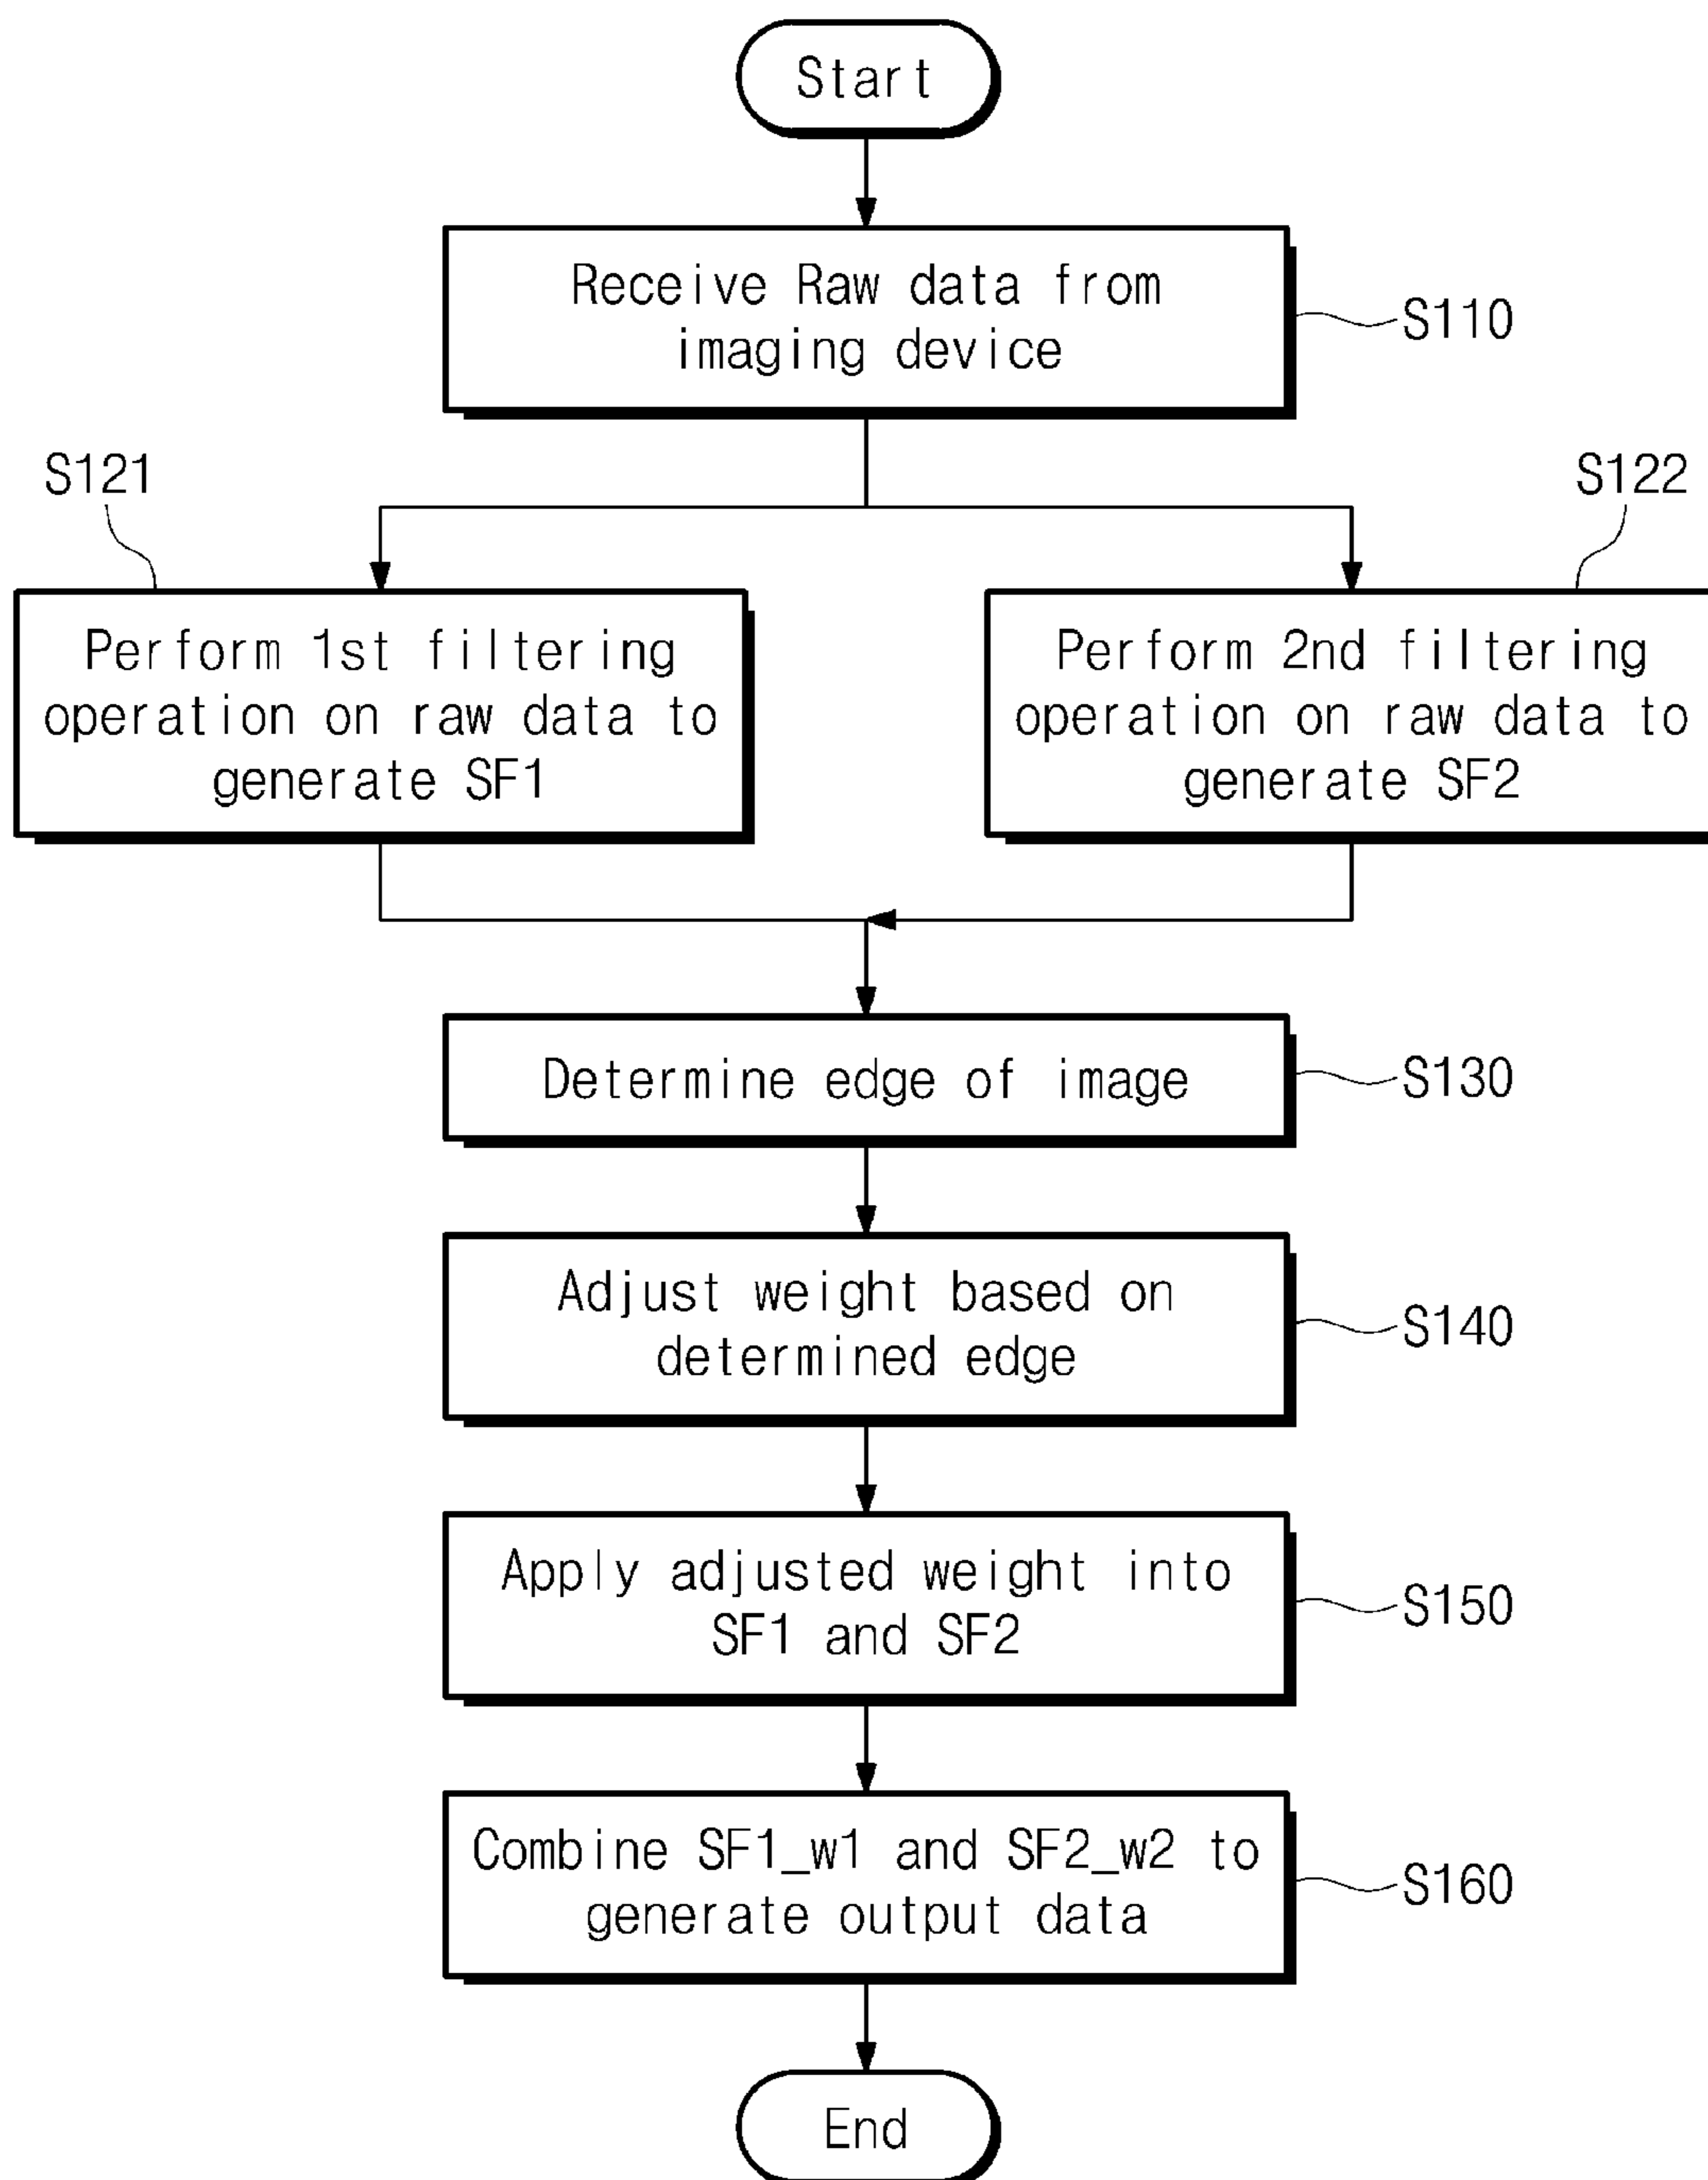 Start
Receive Raw data from
imaging device
S110
S121
S122
Perform 1st filtering
operation on raw data to
generate SF1
Perform 2nd filtering
operation on raw data to
generate SF2
Determine edge of image
S130
Adjust weight based on
determined edge
S140
Apply adjusted weight into
SF1 and SF2
S150
Combine SF1_w1 and SF2_w2 to
generate output data
S160
End